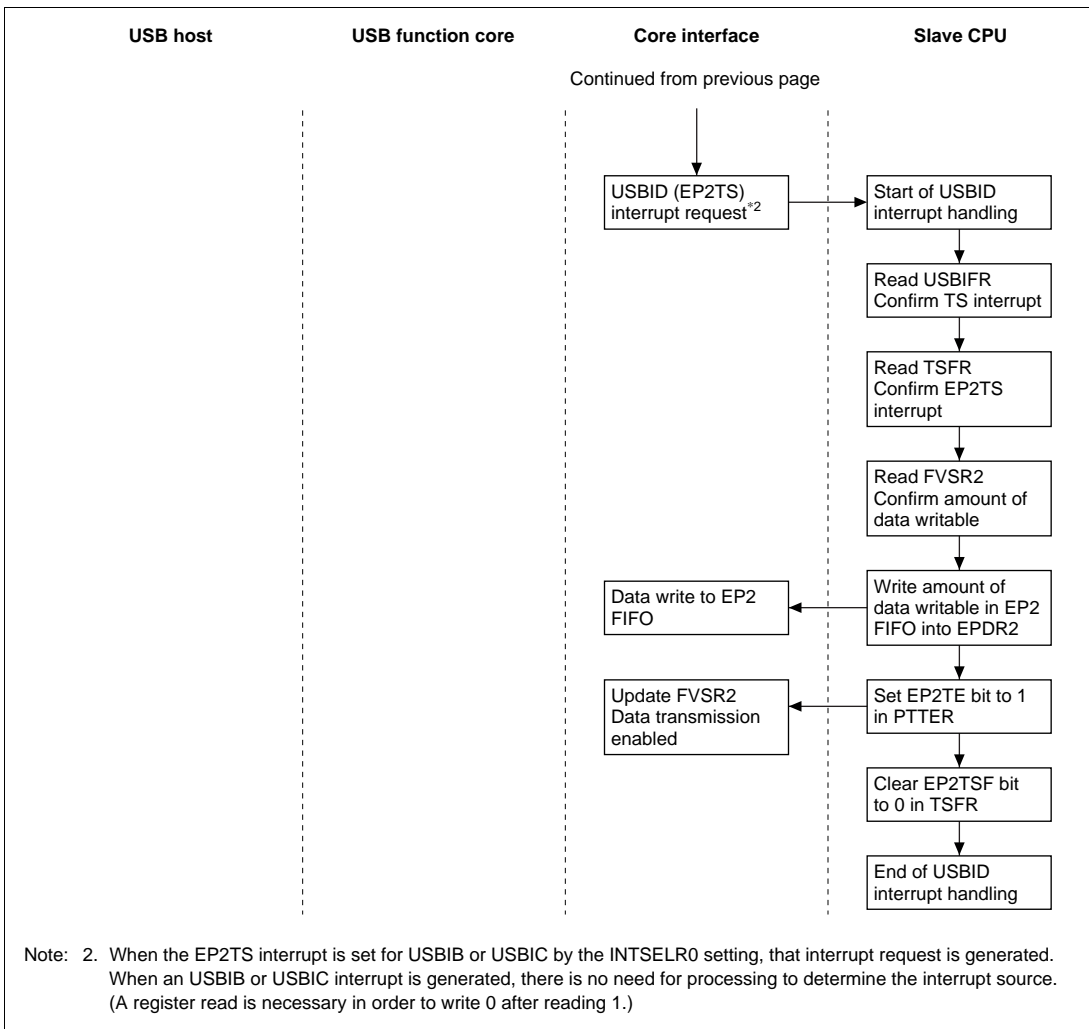 USB host USB function core Core interface Slave CPU
Continued from previous page
USBID (EP2TS)
interrupt request*2
Start of USBID
interrupt handling
Read USBIFR
Confirm TS interrupt
Read TSFR
Confirm EP2TS
interrupt
Read FVSR2
Confirm amount of
data writable
Data write to EP2
FIFO
Write amount of
data writable in EP2
FIFO into EPDR2
Update FVSR2
Data transmission
enabled
Set EP2TE bit to 1
in PTTER
Clear EP2TSF bit
to 0 in TSFR
End of USBID
interrupt handling
Note: 2. When the EP2TS interrupt is set for USBIB or USBIC by the INTSELR0 setting, that interrupt request is generated.
When an USBIB or USBIC interrupt is generated, there is no need for processing to determine the interrupt source.
(A register read is necessary in order to write 0 after reading 1.)